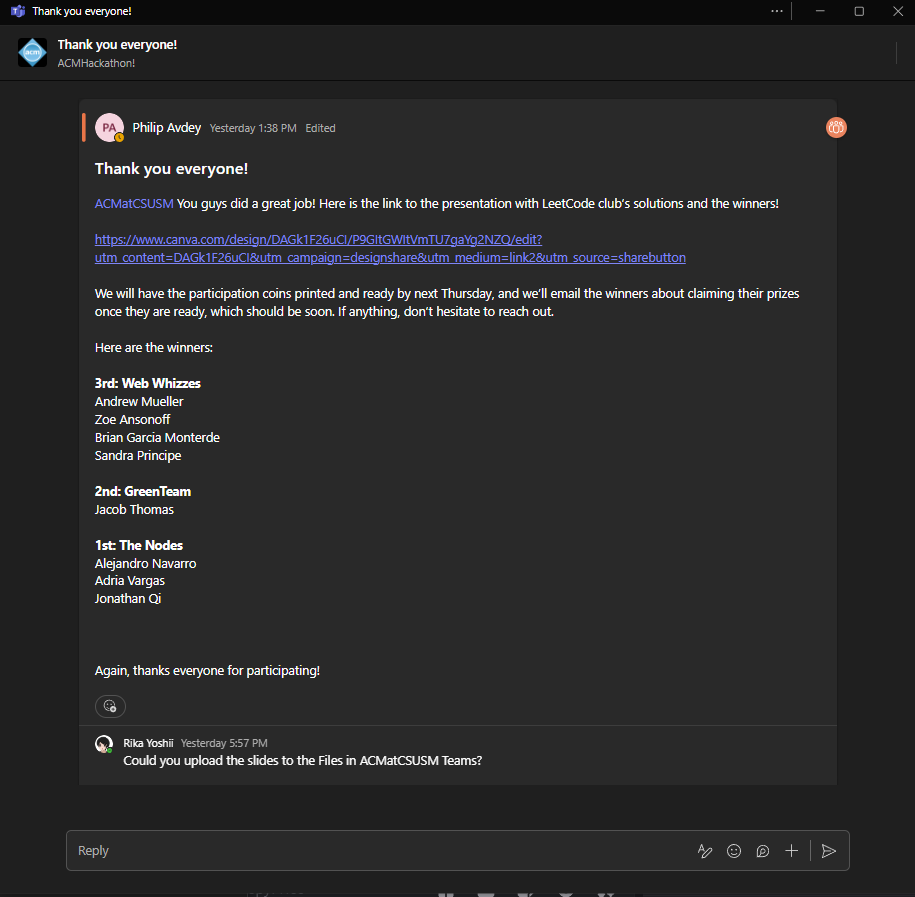 Thank you everyone!
acm
Thank you everyone!
ACMHackathon!
PA
Philip Avdey Yesterday 1:38 PM Edited
Thank you everyone!
ACMatCSUSM You guys did a great job! Here is the link to the presentation with LeetCode club's solutions and the winners!
https://www.canva.com/design/DAGk1F26uCI/P9GltGWItVmTU7gaYg2NZQ/edit?
utm_content=DAGk1F26uCI&utm_campaign=designshare&utm_medium=link2&utm_source=sharebutton
We will have the participation coins printed and ready by next Thursday, and we'll email the winners about claiming their prizes
once they are ready, which should be soon. If anything, don't hesitate to reach out.
Here are the winners:
3rd: Web Whizzes
Andrew Mueller
Zoe Ansonoff
Brian Garcia Monterde
Sandra Principe
2nd: GreenTeam
Jacob Thomas
1st: The Nodes
Alejandro Navarro
Adria Vargas
Jonathan Qi
Again, thanks everyone for participating!
Rika Yoshii Yesterday 5:57 PM
Could you upload the slides to the Files in ACMatCSUSM Teams?
Reply